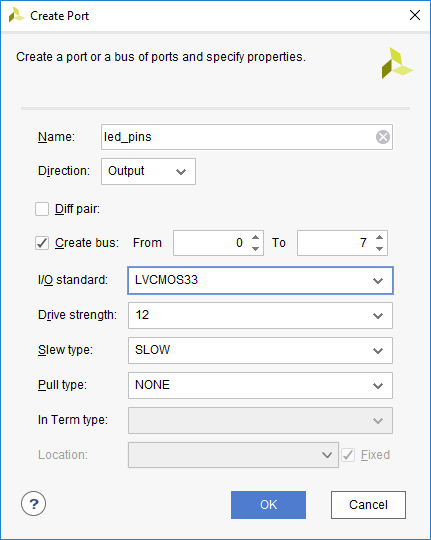 Create Port
Create a port or a bus of ports and specify properties.
Name: led_pins
Direction: Output
Diff pair:
Create bus: From 0 To 7
I/O standard: LVCMOS33
Drive strength: 12
Slew type: SLOW
Pull type: NONE
In Term type:
Location: Fixed
? OK Cancel